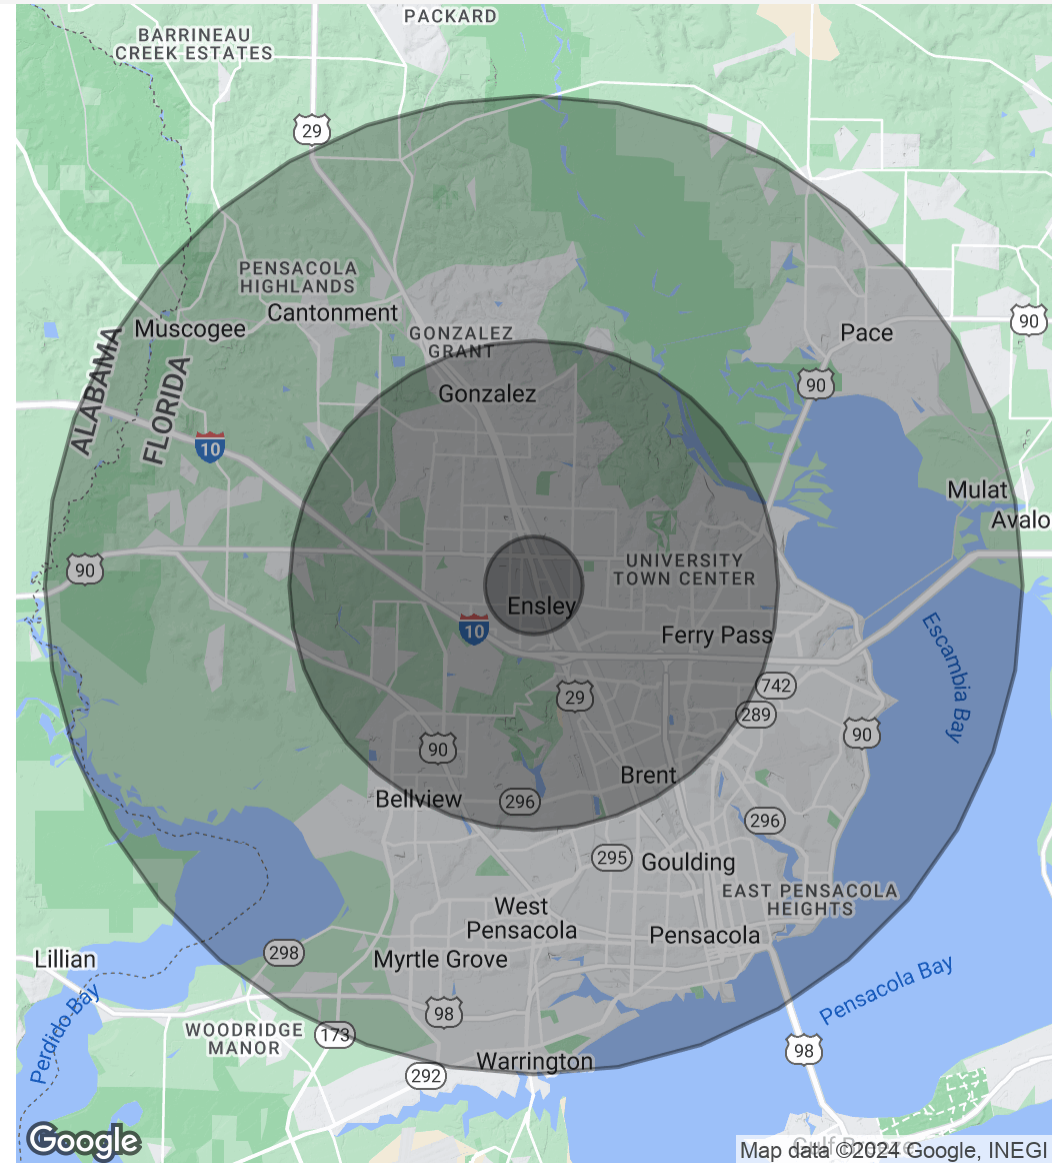 PACKARD
BARRINEAU
CREEK ESTATES
29
PENSACOLA
HIGHLANDS
Cantonment
Muscogee
GONZALEZ
GRANT
90
Pace
90
ALABAMA
FLORIDA
Gonzalez
10
Mulat
Avalo
90
UNIVERSITY
TOWN CENTER
Ensley
10
Ferry Pass
Escambia Bay
742
29
289
90
90
Brent
Bellview
296
296
295
Goulding
EAST PENSACOLA
HEIGHTS
West
Pensacola
Pensacola
298
Lillian
Myrtle Grove
Pensacola Bay
Perdido Bay
98
WOODRIDGE
MANOR
173
98
Warrington
292
Google
Gulf Breeze
Map data ©2024 Google, INEGI